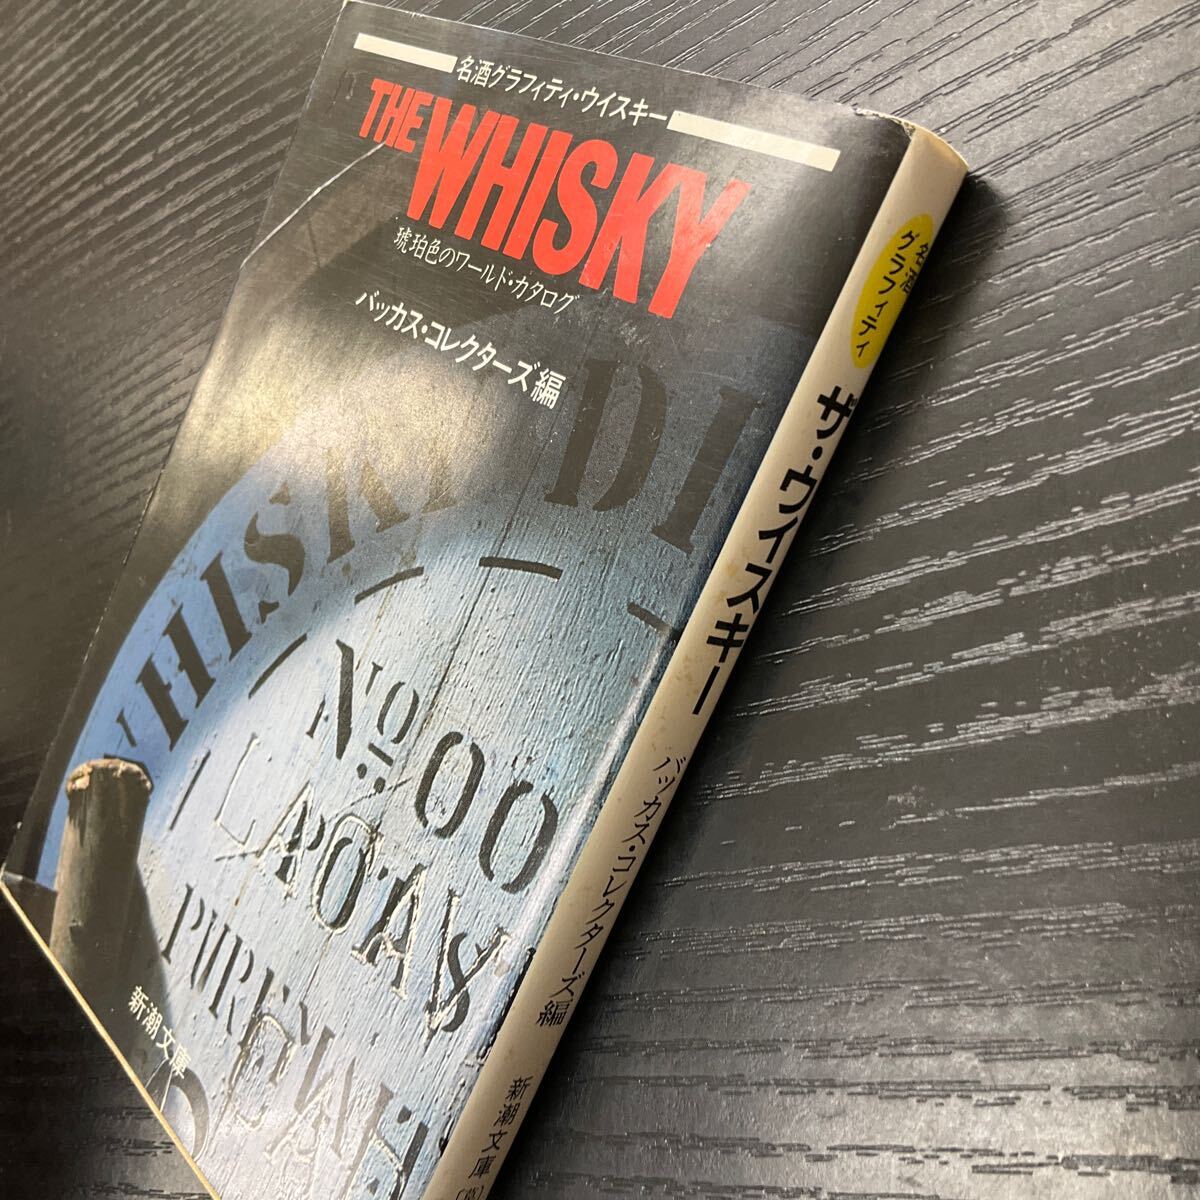 名酒グラフィティ・ウイスキー
THE WHISKY
琥珀色のワールド・カタログ
バッカス・コレクターズ編
WHISKY DI
No 00
PURE
新潮文庫
名酒
グラフィティ
ザ・ウイスキー
バッカス・コレクターズ編
新潮文庫